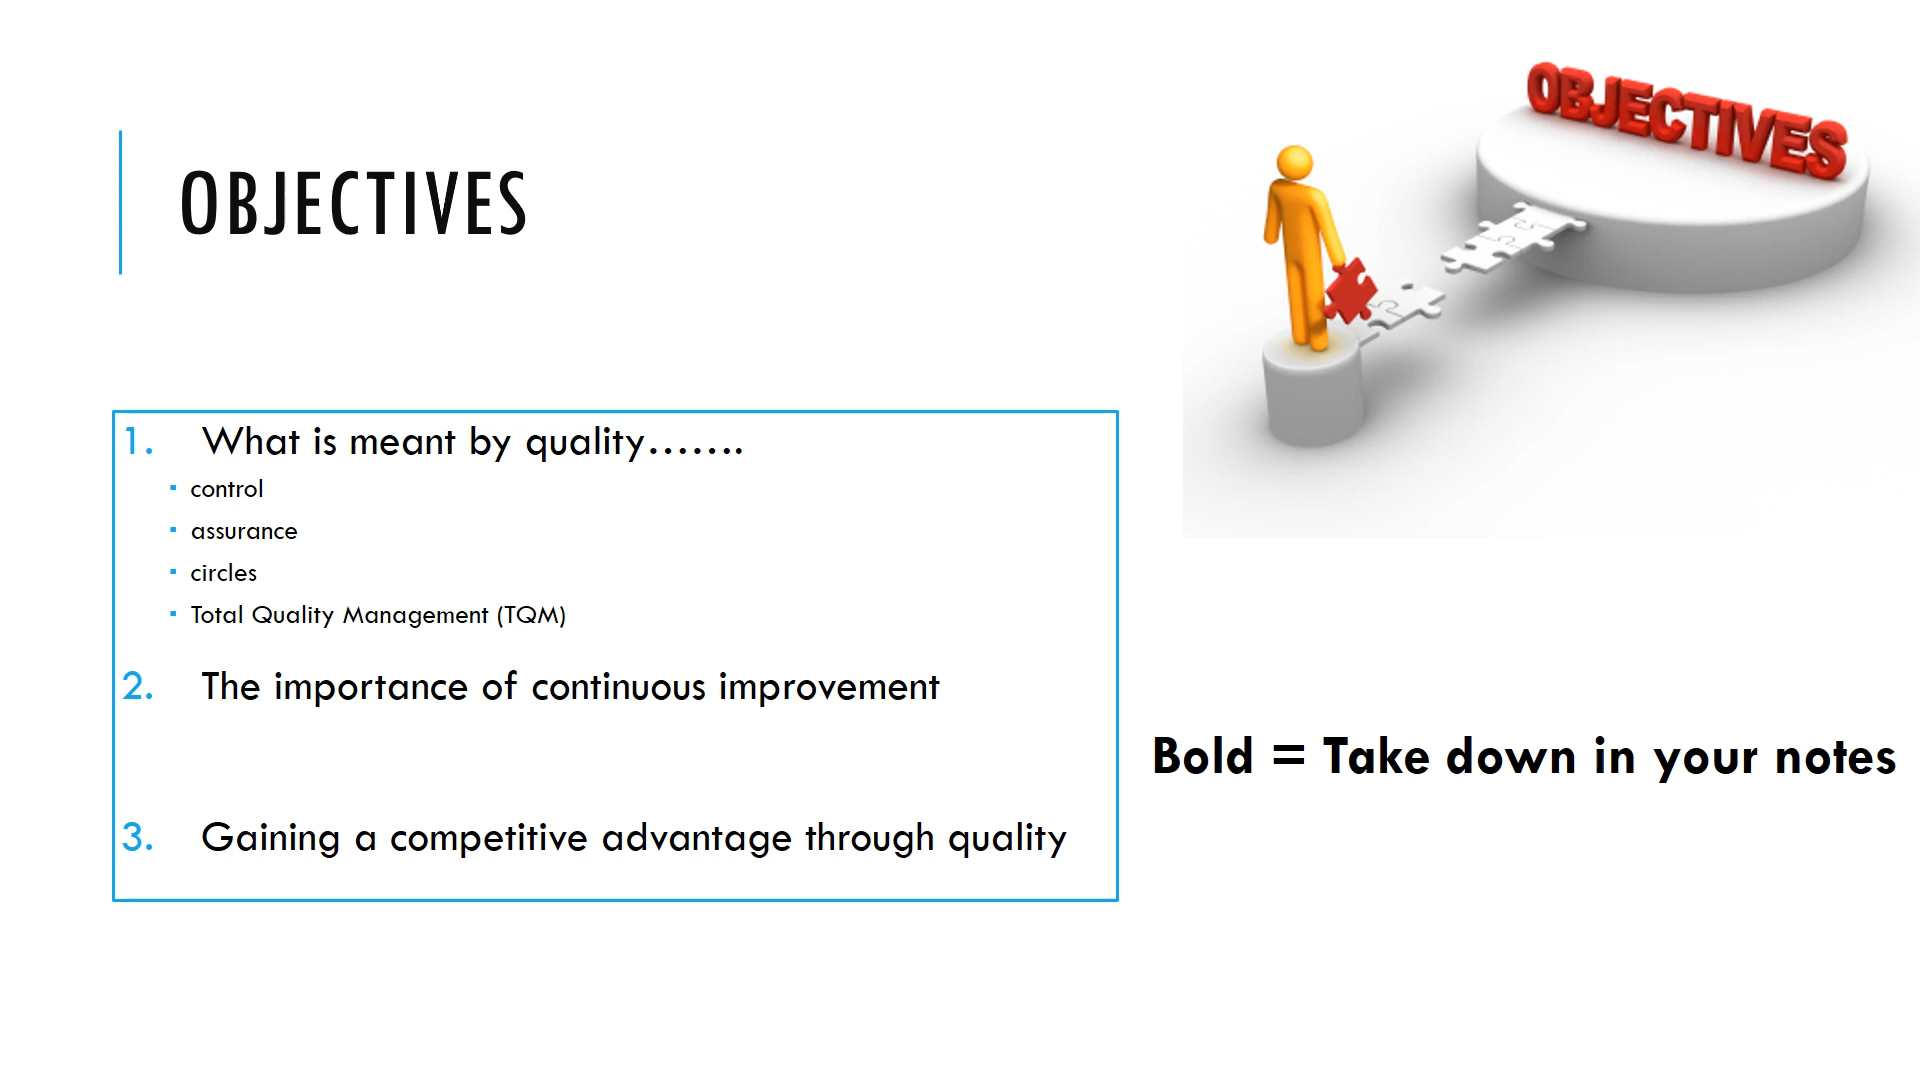 OBJECTIVES
OBJECTIVES
1. What is meant by quality…….
▪ control
▪ assurance
▪ circles
▪ Total Quality Management (TQM)
2. The importance of continuous improvement
3. Gaining a competitive advantage through quality
Bold = Take down in your notes